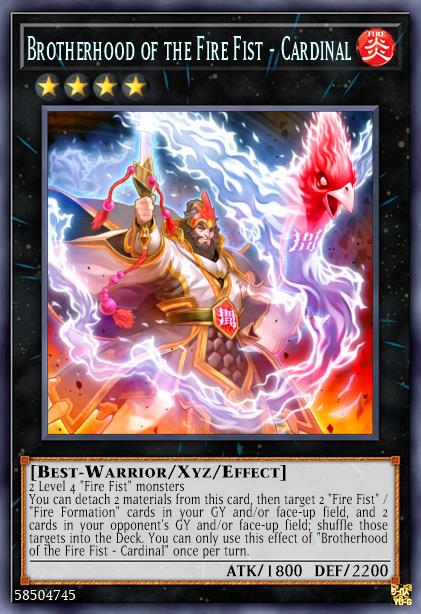 BROTHERHOOD OF THE FIRE FIST - CARDINAL
FIRE
炎
[BEST-WARRIOR/XYZ/EFFECT]
2 Level 4 "Fire Fist" monsters
You can detach 2 materials from this card, then target 2 "Fire Fist" /
"Fire Formation" cards in your GY and/or face-up field, and 2
cards in your opponent's GY and/or face-up field; shuffle those
targets into the Deck. You can only use this effect of "Brotherhood
of the Fire Fist - Cardinal" once per turn.
ATK/1800 DEF/2200
58504745